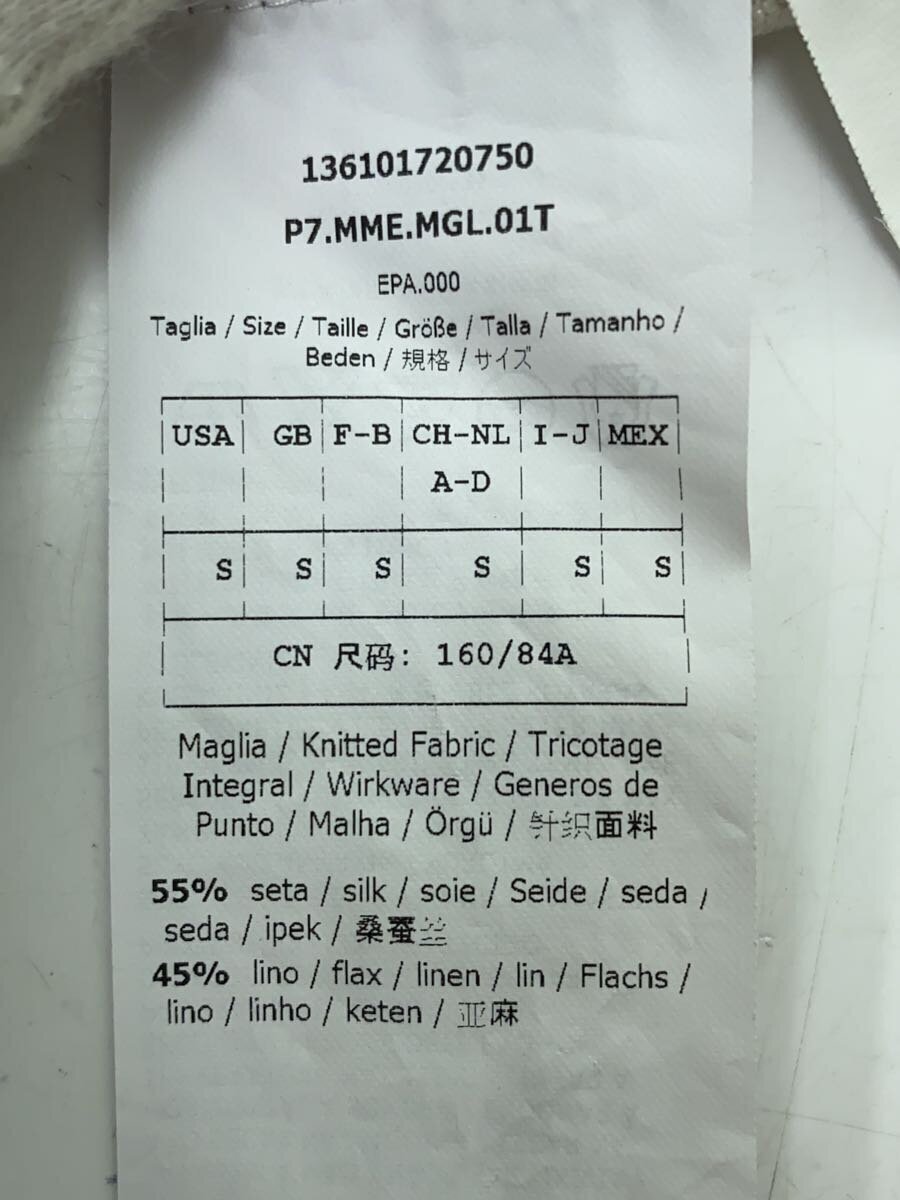 136101720750
P7.MME.MGL.01T
EPA.000
Taglia / Size / Taille / Größe / Talla / Tamanho /
Beden / 規格 / サイズ
USA GB F-B CH-NL I-J MEX
A-D
S S S S S S
CN 尺码: 160/84A
Maglia / Knitted Fabric / Tricotage
Integral / Wirkware / Generos de
Punto / Malha / Örgü / 针织面料
55% seta / silk / soie / Seide / seda /
seda / ipek / 桑蚕丝
45% lino / flax / linen / lin / Flachs /
lino / linho / keten / 亚麻